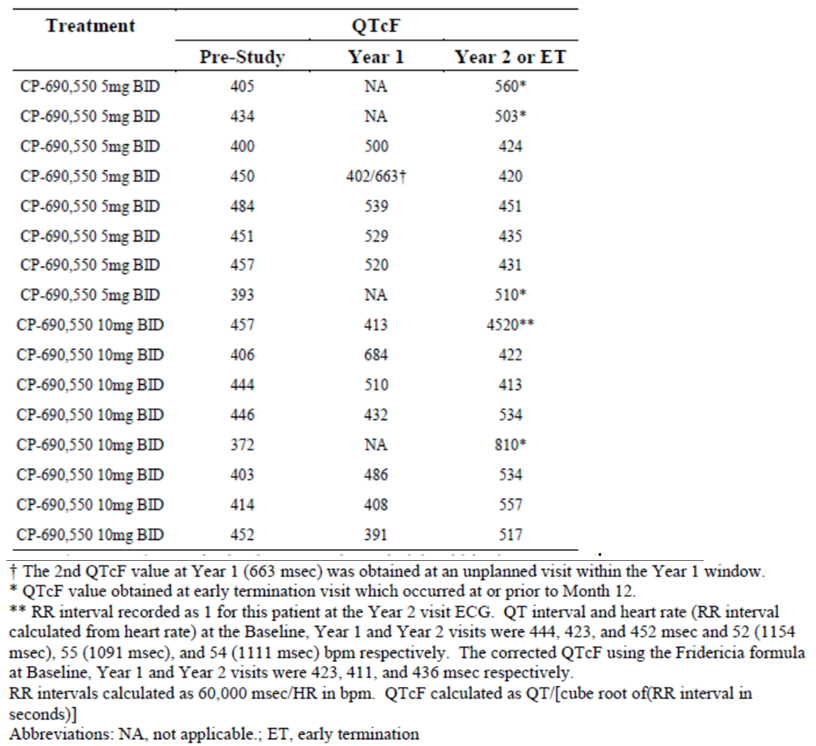 Treatment QTcF
Pre-Study Year 1 Year 2 or ET
CP-690,550 5mg BID 405 NA 560*
CP-690,550 5mg BID 434 NA 503*
CP-690,550 5mg BID 400 500 424
CP-690,550 5mg BID 450 402/663† 420
CP-690,550 5mg BID 484 539 451
CP-690,550 5mg BID 451 529 435
CP-690,550 5mg BID 457 520 431
CP-690,550 5mg BID 393 NA 510*
CP-690,550 10mg BID 457 413 4520**
CP-690,550 10mg BID 406 684 422
CP-690,550 10mg BID 444 510 413
CP-690,550 10mg BID 446 432 534
CP-690,550 10mg BID 372 NA 810*
CP-690,550 10mg BID 403 486 534
CP-690,550 10mg BID 414 408 557
CP-690,550 10mg BID 452 391 517
† The 2nd QTcF value at Year 1 (663 msec) was obtained at an unplanned visit within the Year 1 window.
* QTcF value obtained at early termination visit which occurred at or prior to Month 12.
** RR interval recorded as 1 for this patient at the Year 2 visit ECG.  QT interval and heart rate (RR interval
calculated from heart rate) at the Baseline, Year 1 and Year 2 visits were 444, 423, and 452 msec and 52 (1154
msec), 55 (1091 msec), and 54 (1111 msec) bpm respectively.  The corrected QTcF using the Fridericia formula
at Baseline, Year 1 and Year 2 visits were 423, 411, and 436 msec respectively.
RR intervals calculated as 60,000 msec/HR in bpm.  QTcF calculated as QT/[cube root of(RR interval in
seconds)]
Abbreviations: NA, not applicable.; ET, early termination